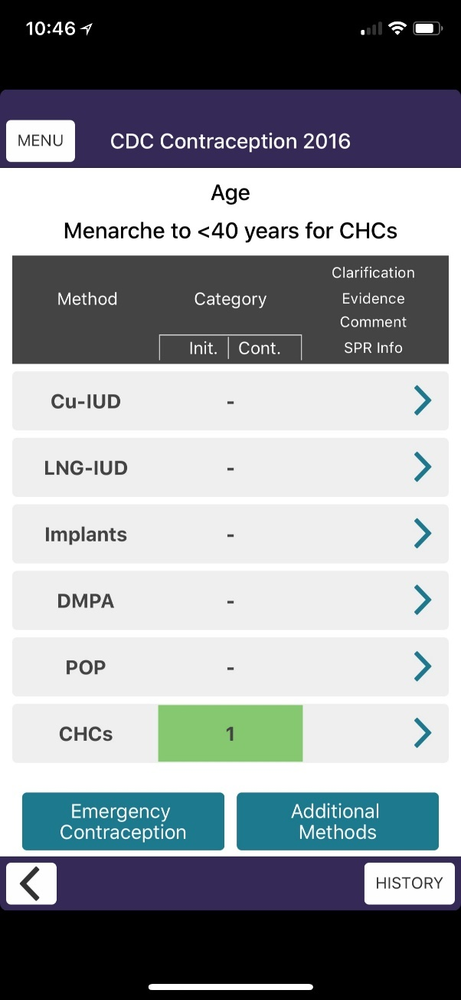 10:46
MENU
CDC Contraception 2016
Age
Menarche to <40 years for CHCs
Method
Category
Clarification
Evidence
Comment
SPR Info
Init.
Cont.
Cu-IUD -
LNG-IUD -
Implants -
DMPA -
POP -
CHCs 1
Emergency
Contraception
Additional
Methods
HISTORY